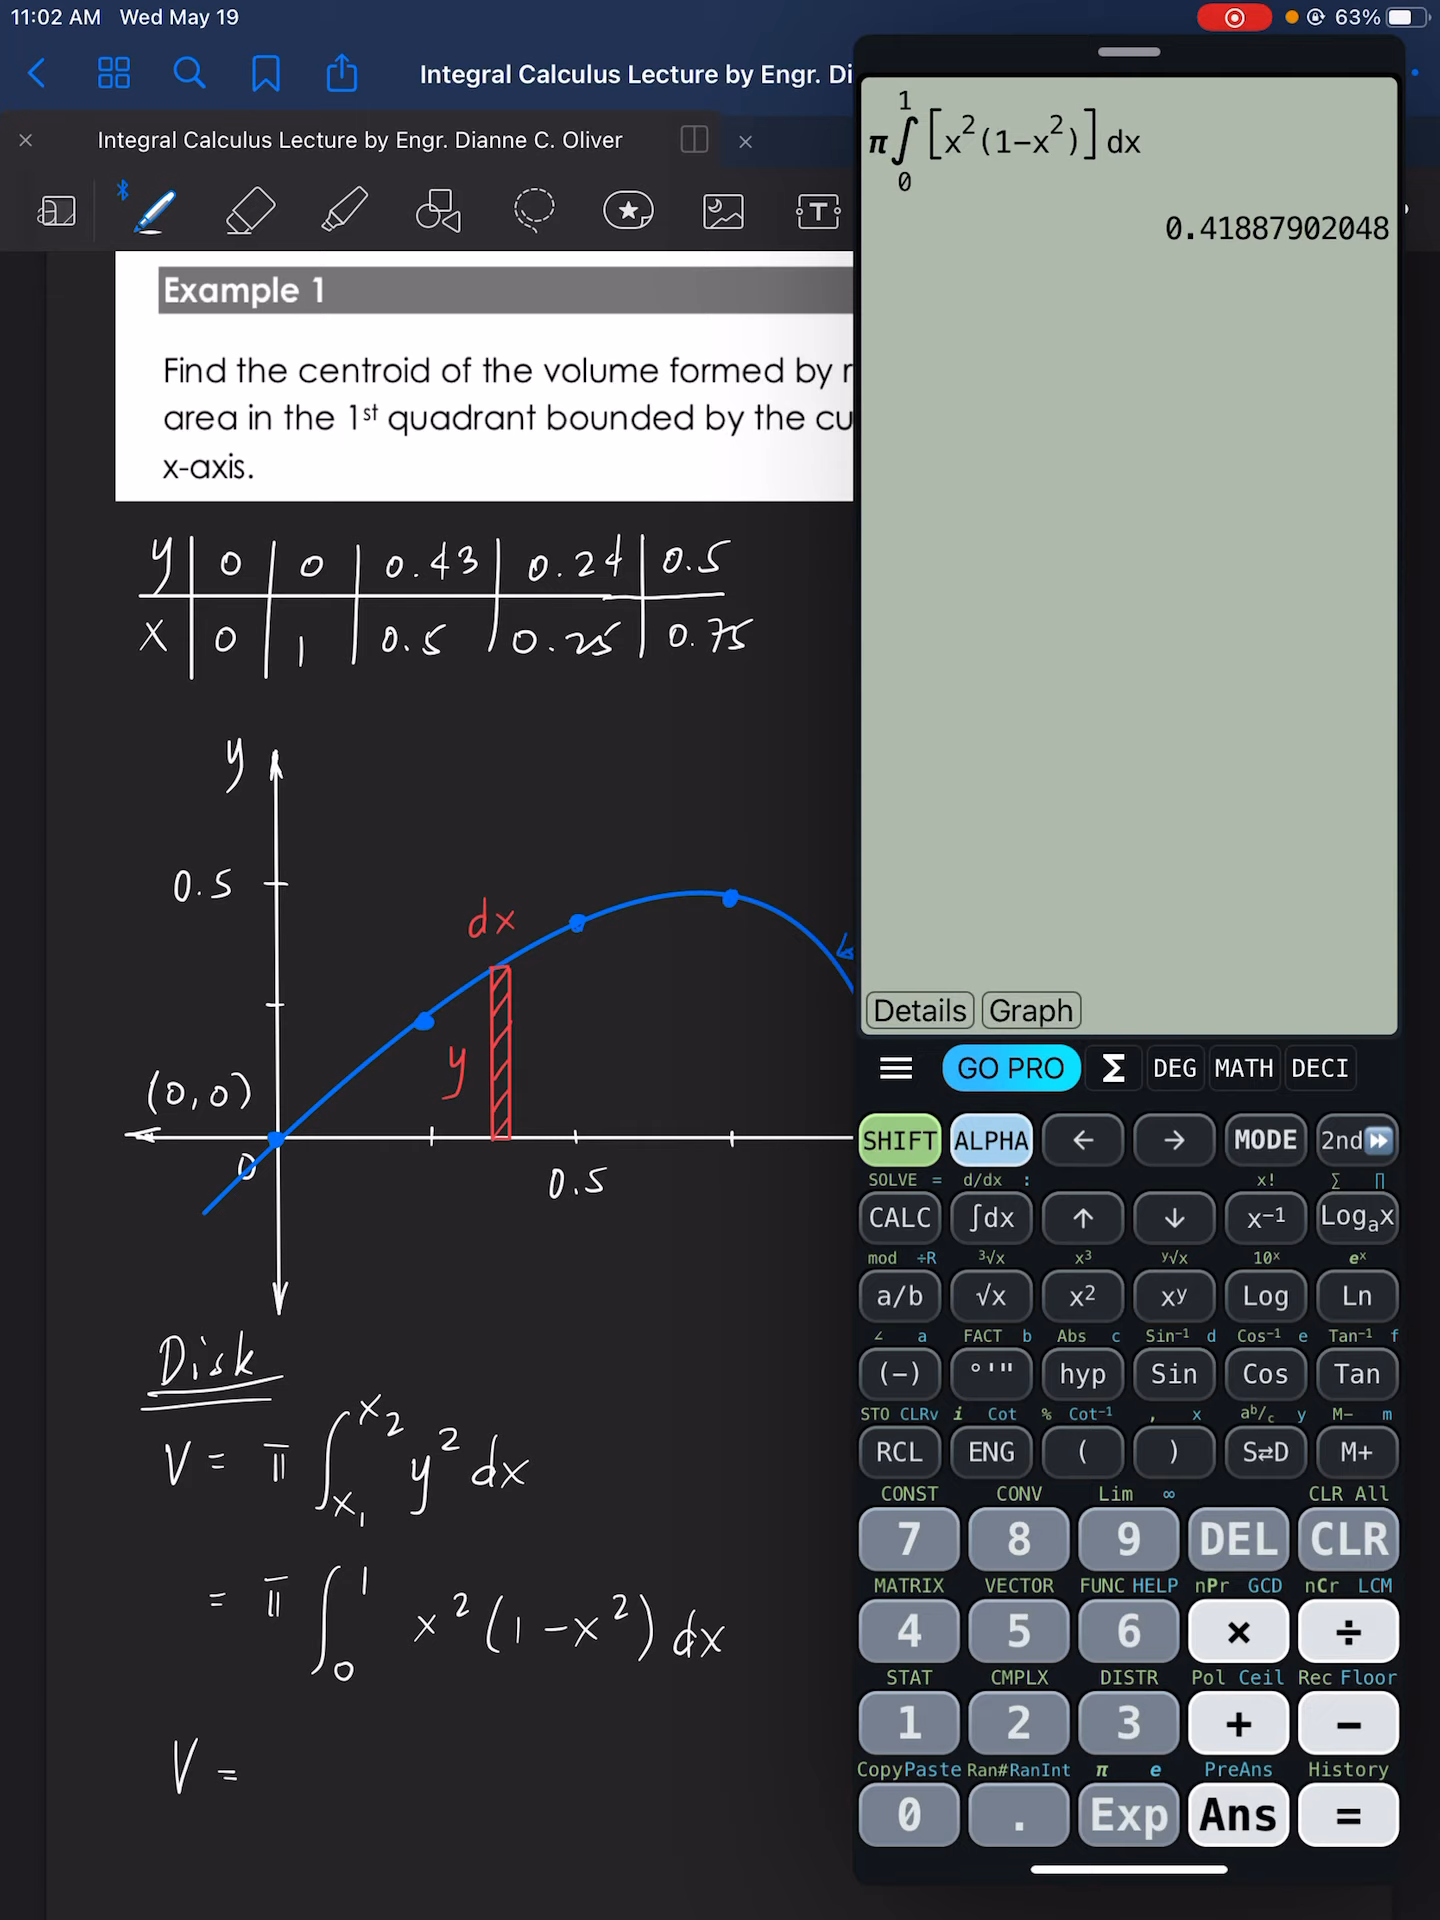 11:02 AM Wed May 19
63%
Integral Calculus Lecture by Engr. Di
Integral Calculus Lecture by Engr. Dianne C. Oliver
Example 1
Find the centroid of the volume formed by r
area in the 1st quadrant bounded by the cu
x-axis.
y | 0 | 0 | 0.43 | 0.24 | 0.5
x | 0 | 1 | 0.5 | 0.25 | 0.75
y
0.5
dx
y
(0,0)
0
0.5
Disk
V = π ∫x₁^x₂ y² dx
= π ∫₀¹ x² (1-x²) dx
V =
π∫₀¹ [x²(1−x²)] dx
0.41887902048
Details Graph
GO PRO Σ DEG MATH DECI
SHIFT ALPHA ← → MODE 2nd
SOLVE = d/dx : x! Σ ∏
CALC ∫dx ↑ ↓ x⁻¹ Logₐx
mod ÷R ³√x x³ ʸ√x 10ˣ eˣ
a/b √x x² xʸ Log Ln
∠ a FACT b Abs c Sin⁻¹ d Cos⁻¹ e Tan⁻¹ f
(−) °'" hyp Sin Cos Tan
STO CLRv i Cot % Cot⁻¹ , x aᵇ/c y M− m
RCL ENG ( ) S⇄D M+
CONST CONV Lim ∞ CLR All
7 8 9 DEL CLR
MATRIX VECTOR FUNC HELP nPr GCD nCr LCM
4 5 6 × ÷
STAT CMPLX DISTR Pol Ceil Rec Floor
1 2 3 + −
Copy Paste Ran# RanInt π e PreAns History
0 . Exp Ans =